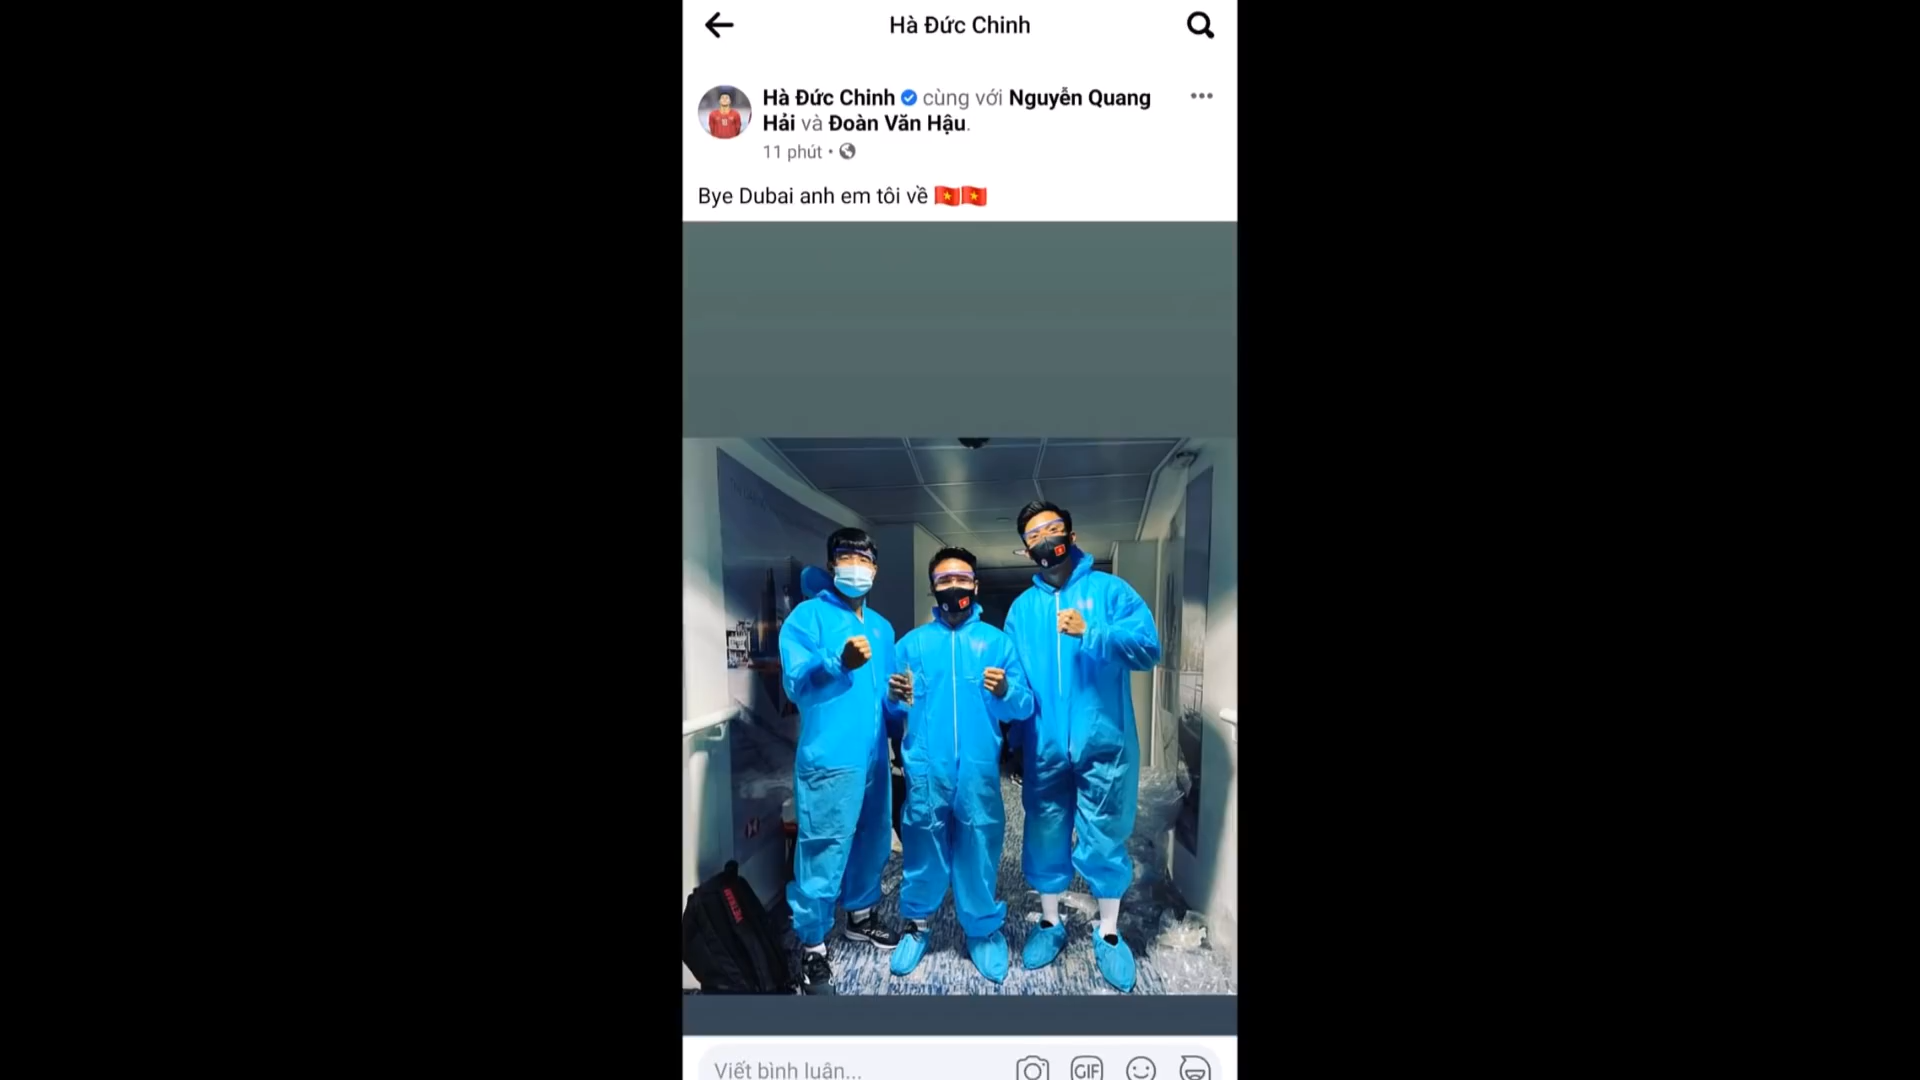 Hà Đức Chinh
Hà Đức Chinh cùng với Nguyễn Quang
Hải và Đoàn Văn Hậu.
11 phút •
Bye Dubai anh em tôi về 🇻🇳🇻🇳
VIETNAM
Viết bình luận...
GIF